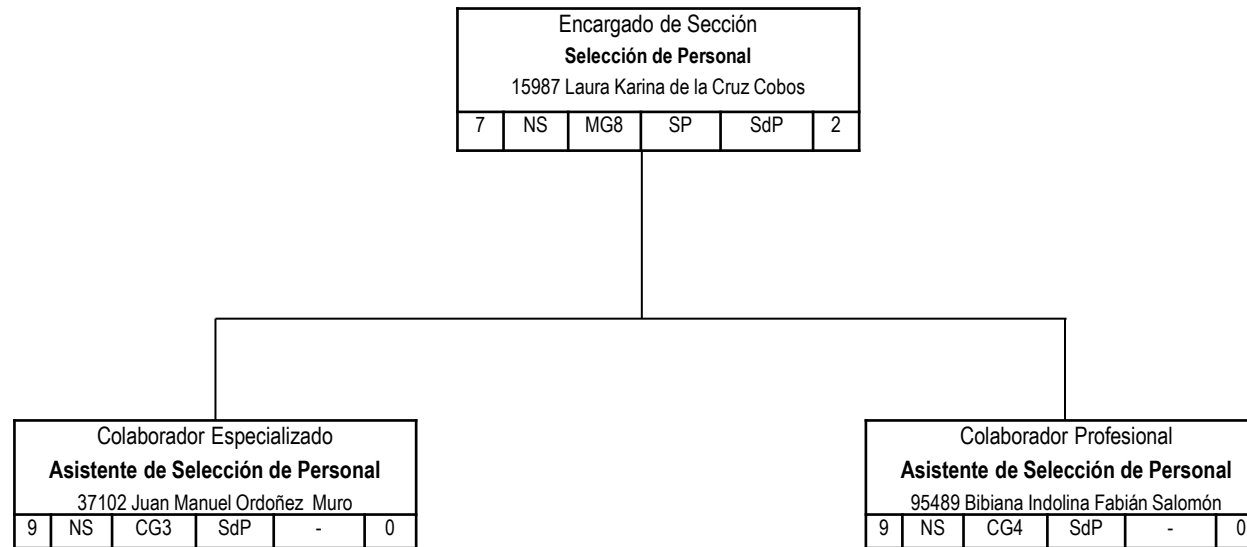 Encargado de Sección
Selección de Personal
15987 Laura Karina de la Cruz Cobos
7 NS MG8 SP SdP 2
Colaborador Especializado
Asistente de Selección de Personal
37102 Juan Manuel Ordoñez Muro
9 NS CG3 SdP - 0
Colaborador Profesional
Asistente de Selección de Personal
95489 Bibiana Indolina Fabián Salomón
9 NS CG4 SdP - 0